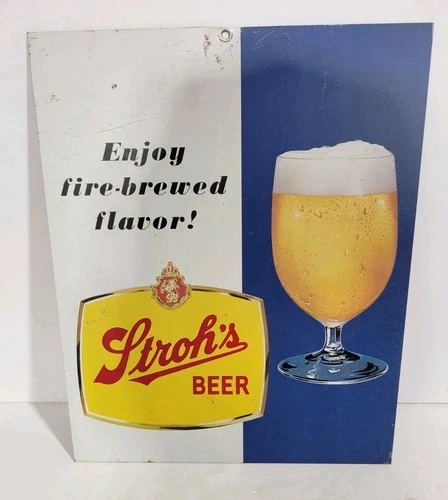 Enjoy
fire-brewed
flavor!
Stroh's
BEER